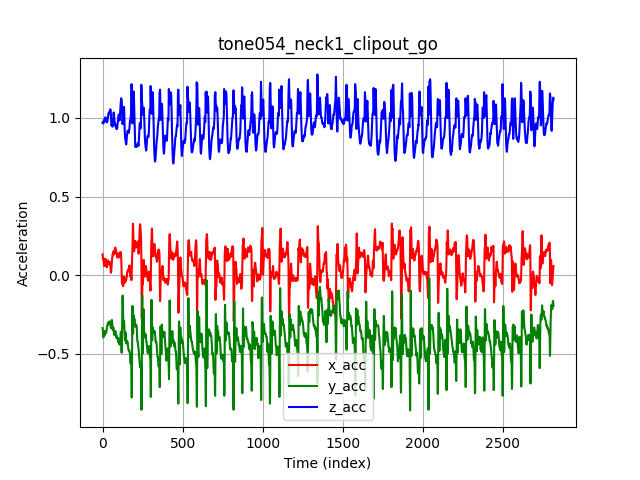 tone054_neck1_clipout_go
Acceleration
1.0
0.5
0.0
−0.5
x_acc
y_acc
z_acc
0 500 1000 1500 2000 2500
Time (index)